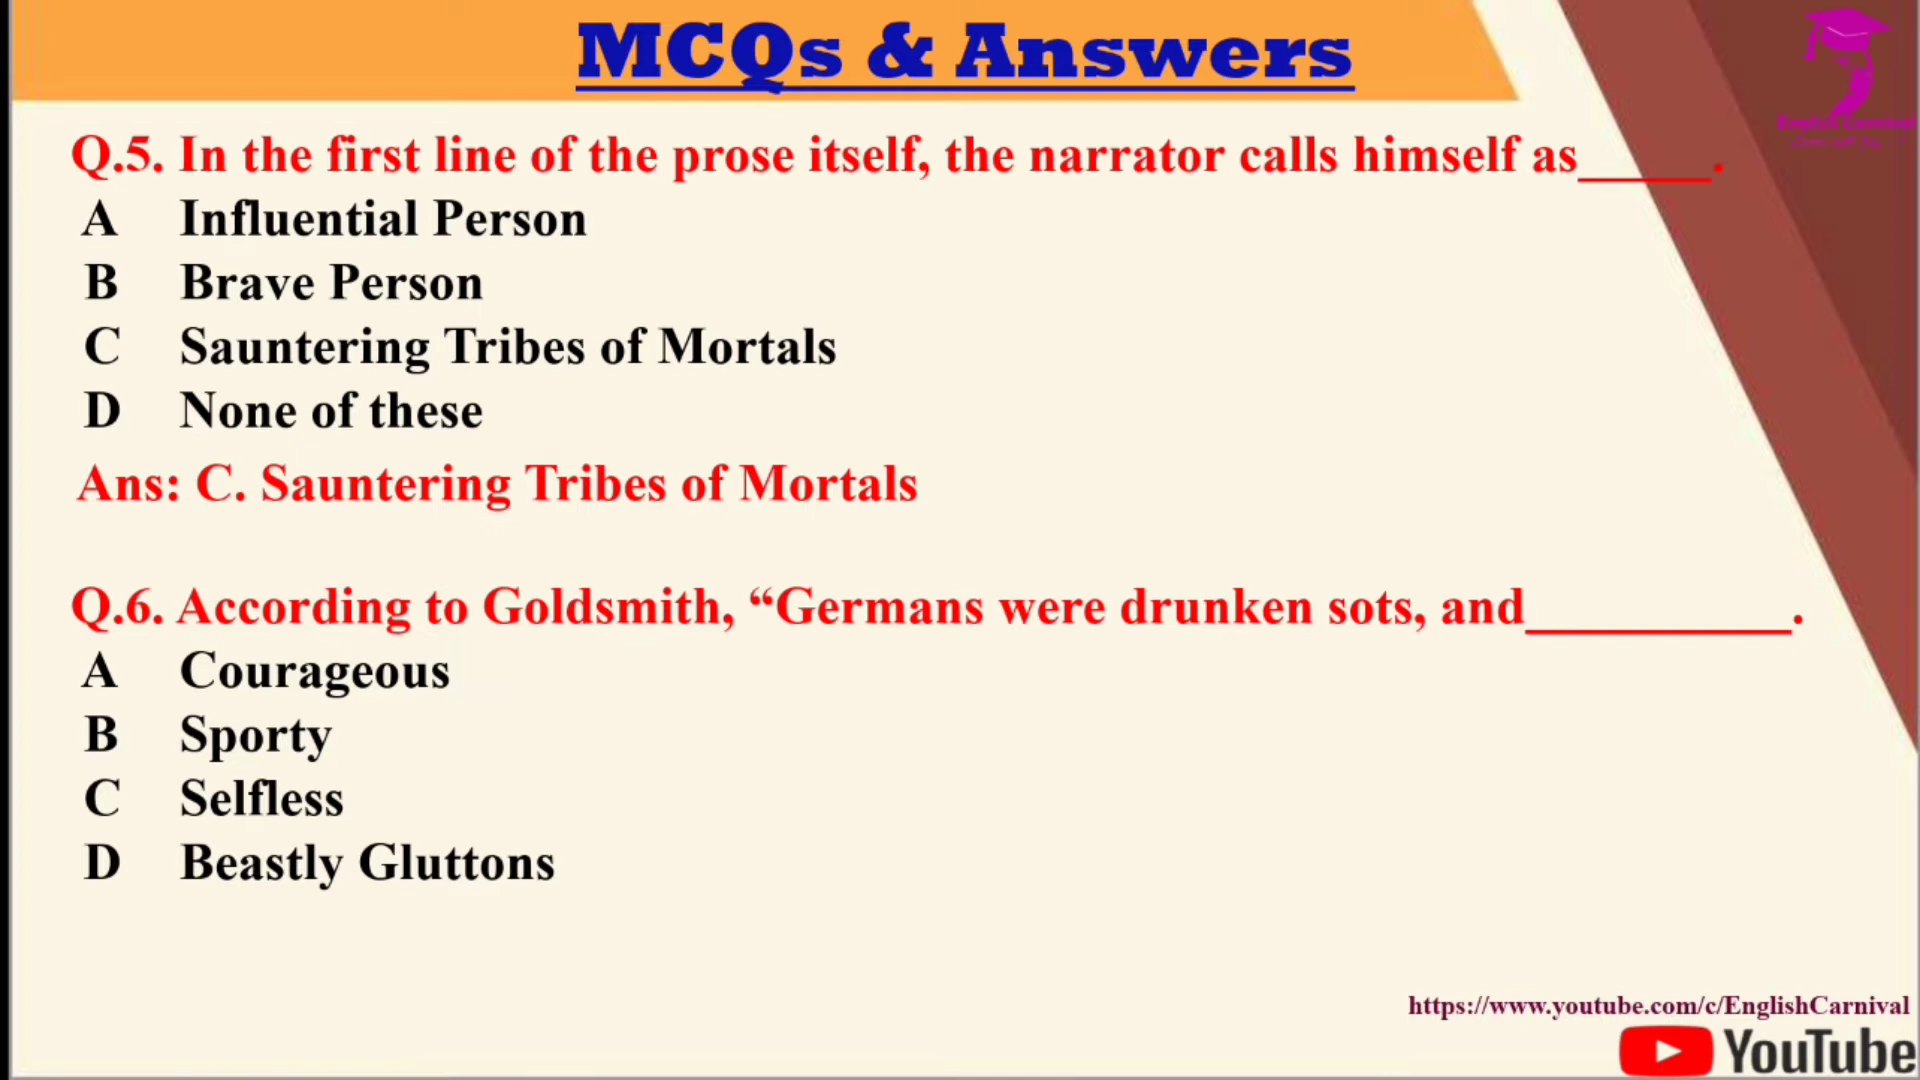 MCQs & Answers
English Carnival
Q.5. In the first line of the prose itself, the narrator calls himself as_____.
A Influential Person
B Brave Person
C Sauntering Tribes of Mortals
D None of these
Ans: C. Sauntering Tribes of Mortals
Q.6. According to Goldsmith, “Germans were drunken sots, and__________.
A Courageous
B Sporty
C Selfless
D Beastly Gluttons
https://www.youtube.com/c/EnglishCarnival
YouTube